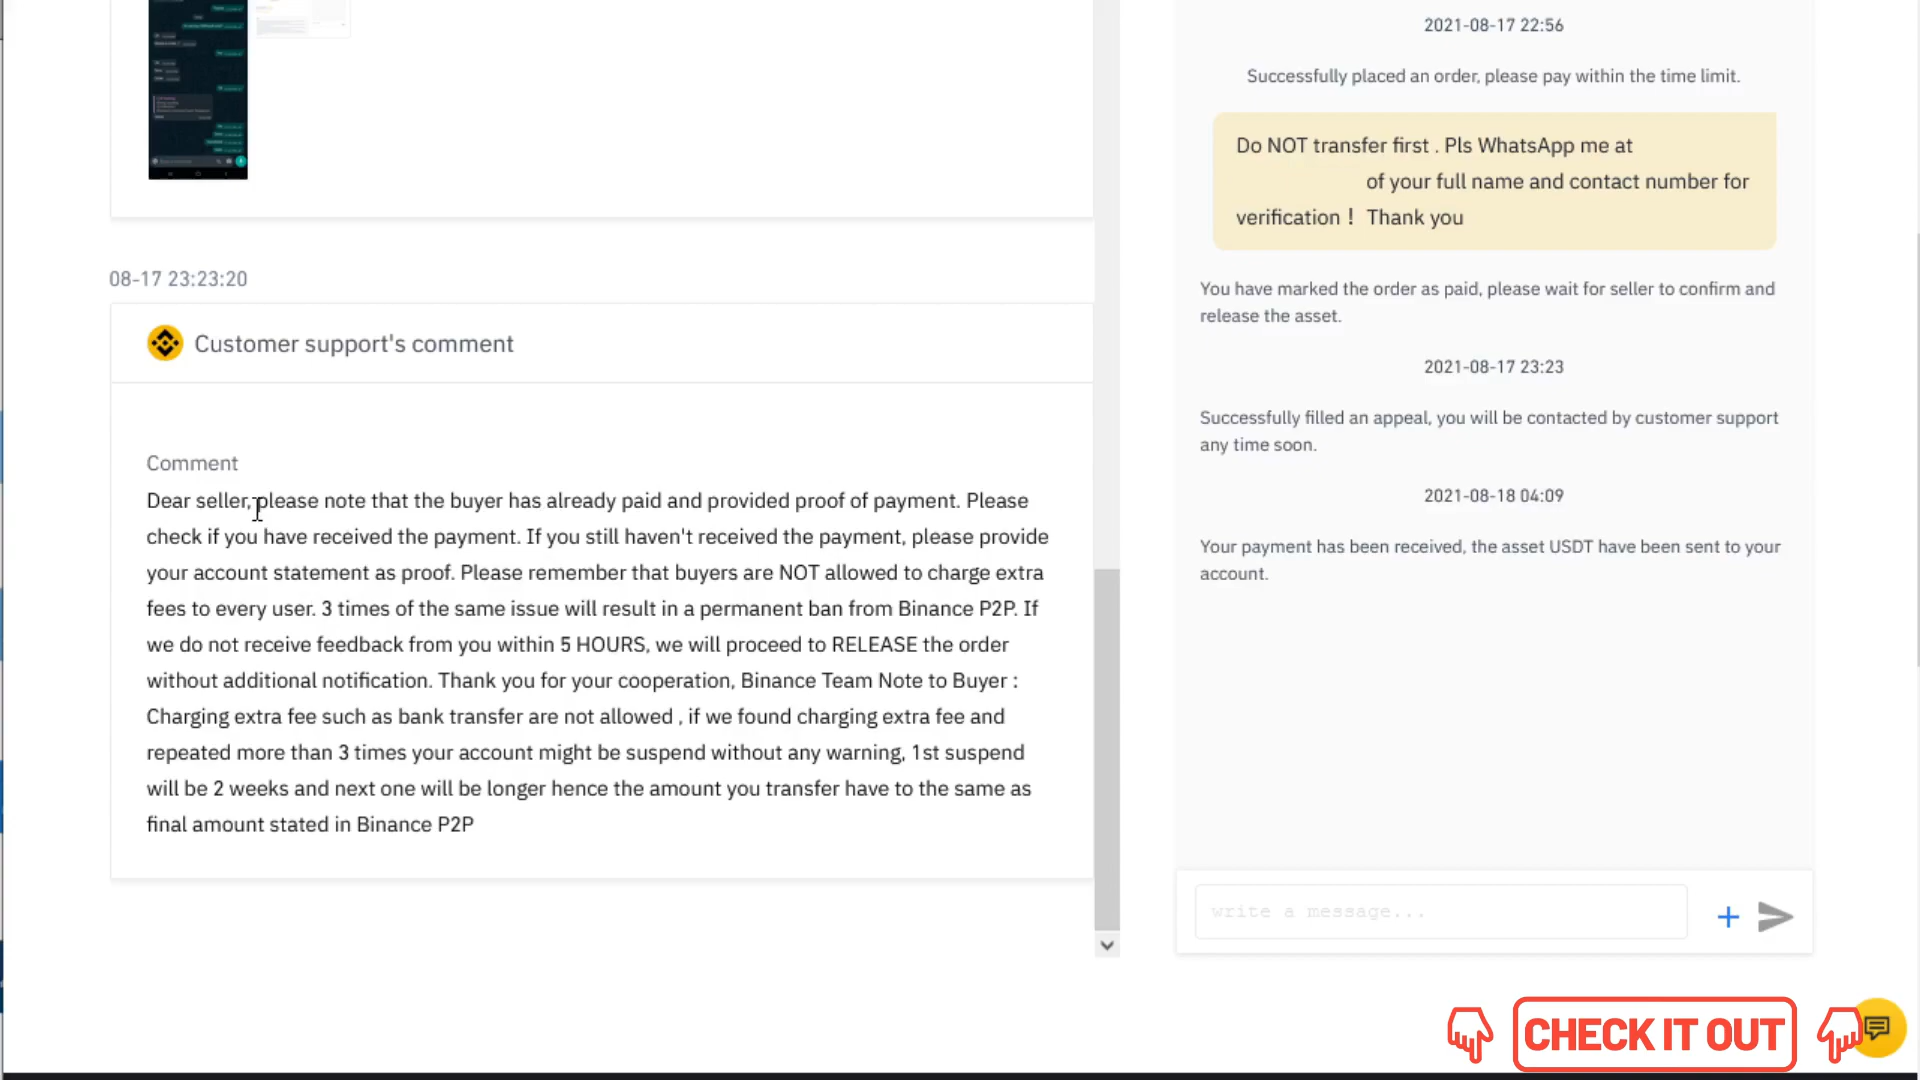 08-17 23:23:20
Customer support's comment
Comment
Dear seller, please note that the buyer has already paid and provided proof of payment. Please
check if you have received the payment. If you still haven't received the payment, please provide
your account statement as proof. Please remember that buyers are NOT allowed to charge extra
fees to every user. 3 times of the same issue will result in a permanent ban from Binance P2P. If
we do not receive feedback from you within 5 HOURS, we will proceed to RELEASE the order
without additional notification. Thank you for your cooperation, Binance Team Note to Buyer :
Charging extra fee such as bank transfer are not allowed , if we found charging extra fee and
repeated more than 3 times your account might be suspend without any warning, 1st suspend
will be 2 weeks and next one will be longer hence the amount you transfer have to the same as
final amount stated in Binance P2P
2021-08-17 22:56
Successfully placed an order, please pay within the time limit.
Do NOT transfer first . Pls WhatsApp me at
of your full name and contact number for
verification！ Thank you
You have marked the order as paid, please wait for seller to confirm and
release the asset.
2021-08-17 23:23
Successfully filled an appeal, you will be contacted by customer support
any time soon.
2021-08-18 04:09
Your payment has been received, the asset USDT have been sent to your
account.
write a message...
CHECK IT OUT